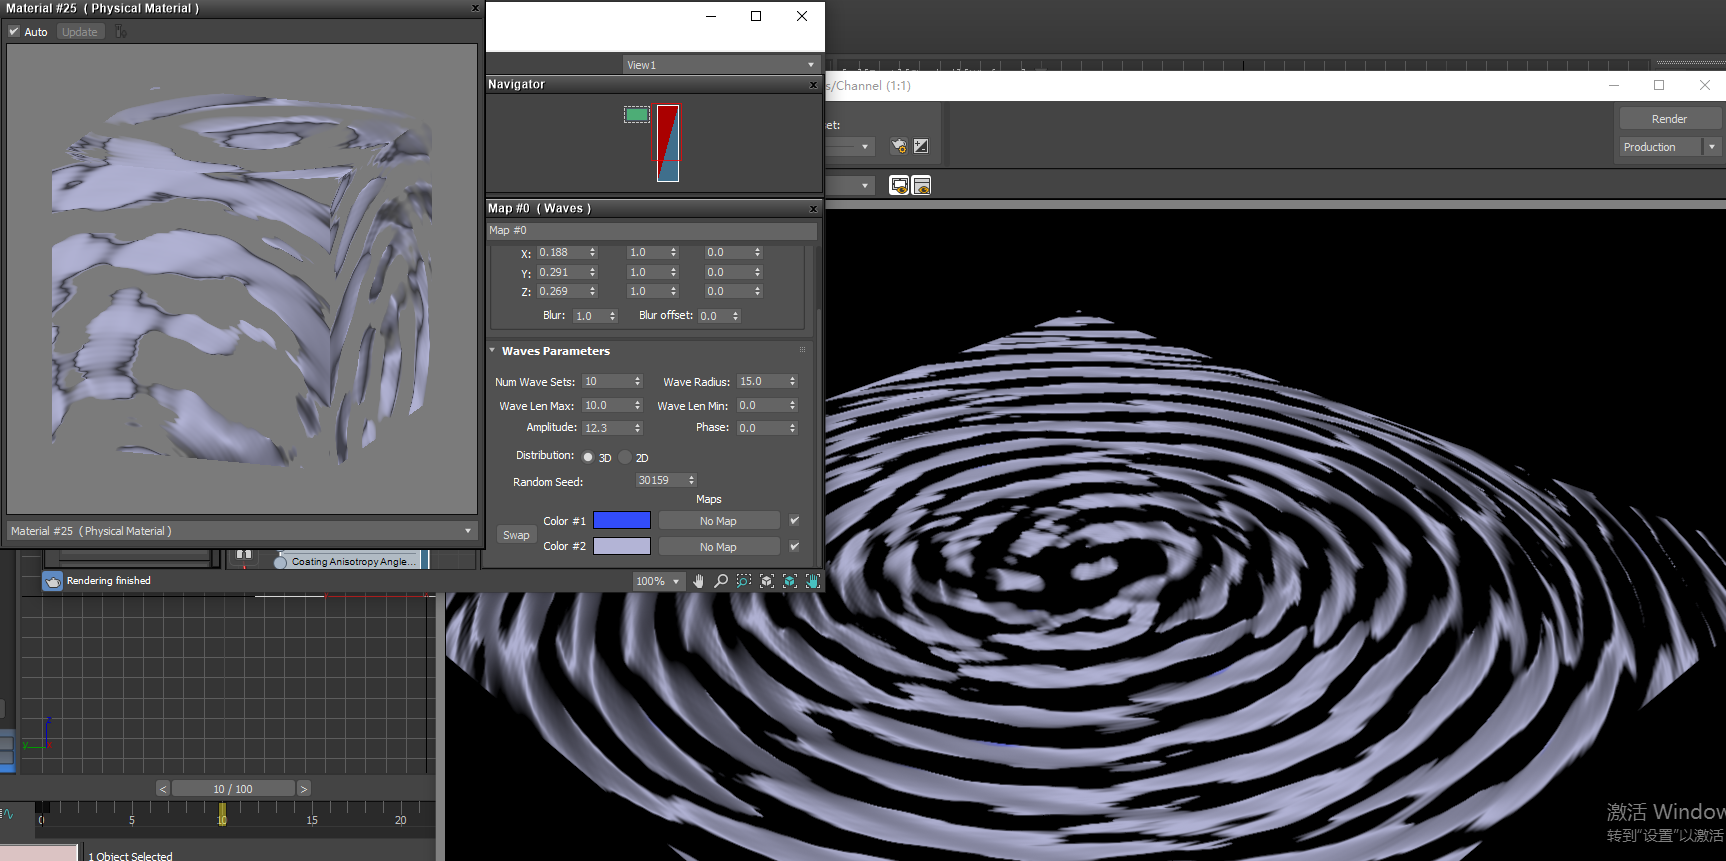 Material #25 ( Physical Material )
Auto
Update
View1
Navigator
s/Channel (1:1)
et:
Render
Production
Map #0 ( Waves )
Map #0
X: 0.188 1.0 0.0
Y: 0.291 1.0 0.0
Z: 0.269 1.0 0.0
Blur: 1.0 Blur offset: 0.0
Waves Parameters
Num Wave Sets: 10 Wave Radius: 15.0
Wave Len Max: 10.0 Wave Len Min: 0.0
Amplitude: 12.3 Phase: 0.0
Distribution: 3D 2D
Random Seed: 30159
Maps
Color #1 No Map
Swap
Color #2 No Map
Material #25 ( Physical Material )
Coating Anisotropy Angle...
Rendering finished
100%
z
y
< 10 / 100 >
0 5 10 15 20
1 Object Selected
激活 Window
转到"设置"以激活